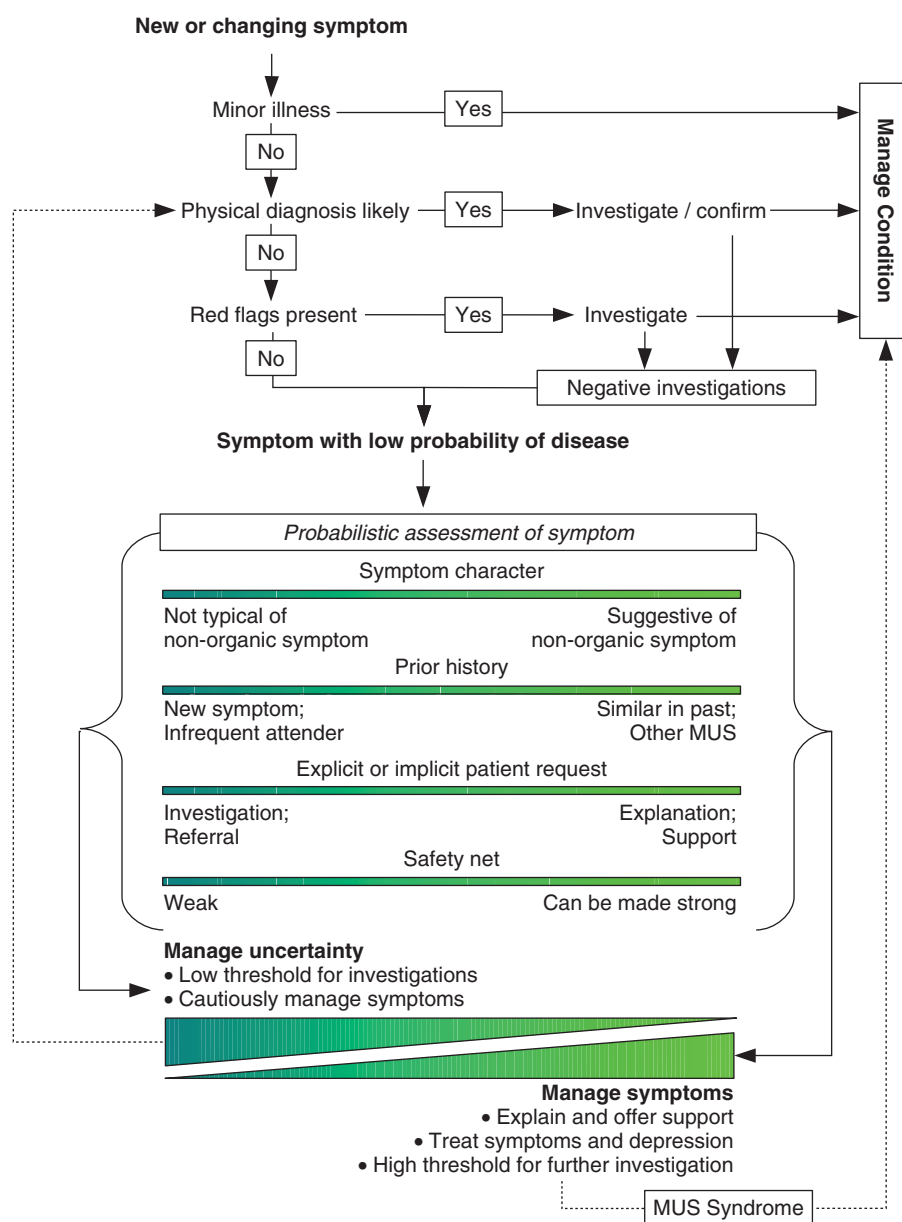 New or changing symptom
Minor illness
Yes
No
Physical diagnosis likely
Yes
Investigate / confirm
No
Red flags present
Yes
Investigate
No
Negative investigations
Manage Condition
Symptom with low probability of disease
Probabilistic assessment of symptom
Symptom character
Not typical of
non-organic symptom
Suggestive of
non-organic symptom
Prior history
New symptom;
Infrequent attender
Similar in past;
Other MUS
Explicit or implicit patient request
Investigation;
Referral
Explanation;
Support
Safety net
Weak
Can be made strong
Manage uncertainty
• Low threshold for investigations
• Cautiously manage symptoms
Manage symptoms
• Explain and offer support
• Treat symptoms and depression
• High threshold for further investigation
MUS Syndrome